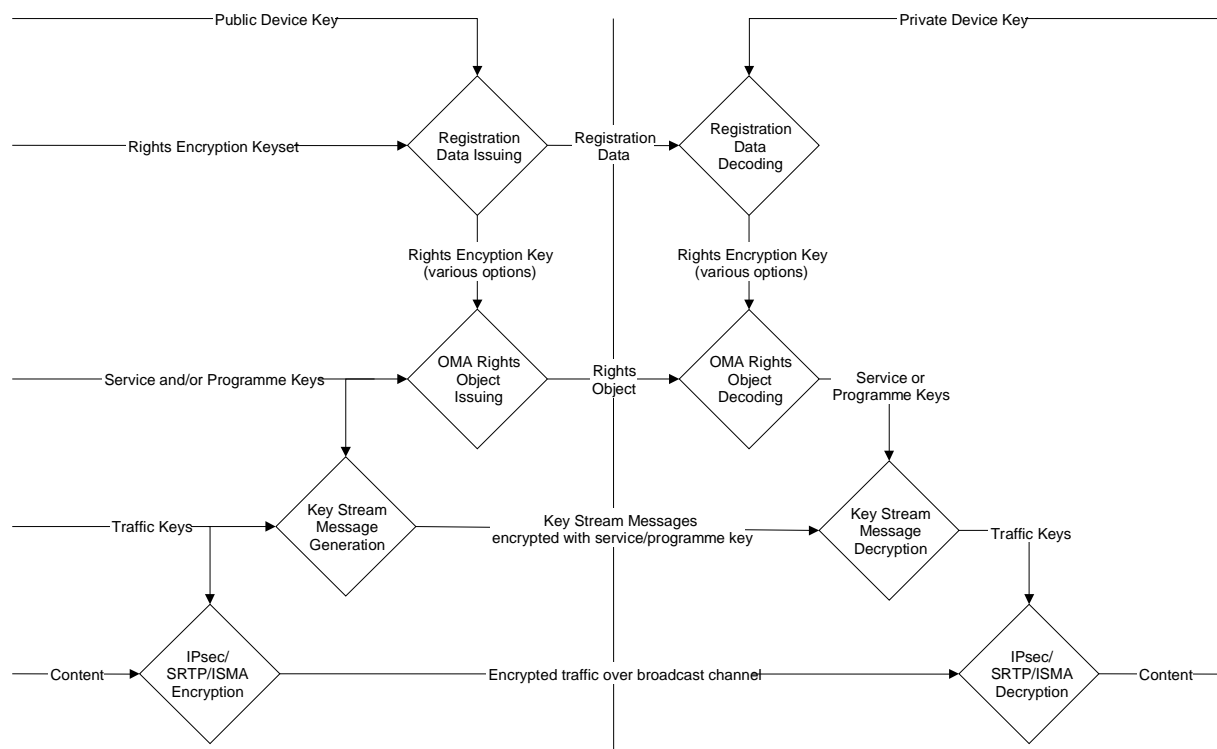 Public Device Key
Private Device Key
Registration
Data Issuing
Registration
Data
Registration
Data
Decoding
Rights Encryption Keyset
Rights Encyption Key
(various options)
Rights Encryption Key
(various options)
OMA Rights
Object
Issuing
Rights
Object
OMA Rights
Object
Decoding
Service and/or Programme Keys
Service or
Programme Keys
Traffic Keys
Key Stream
Message
Generation
Key Stream Messages
encrypted with service/programme key
Key Stream
Message
Decryption
Traffic Keys
Content
IPsec/
SRTP/ISMA
Encryption
Encrypted traffic over broadcast channel
IPsec/
SRTP/ISMA
Decryption
Content